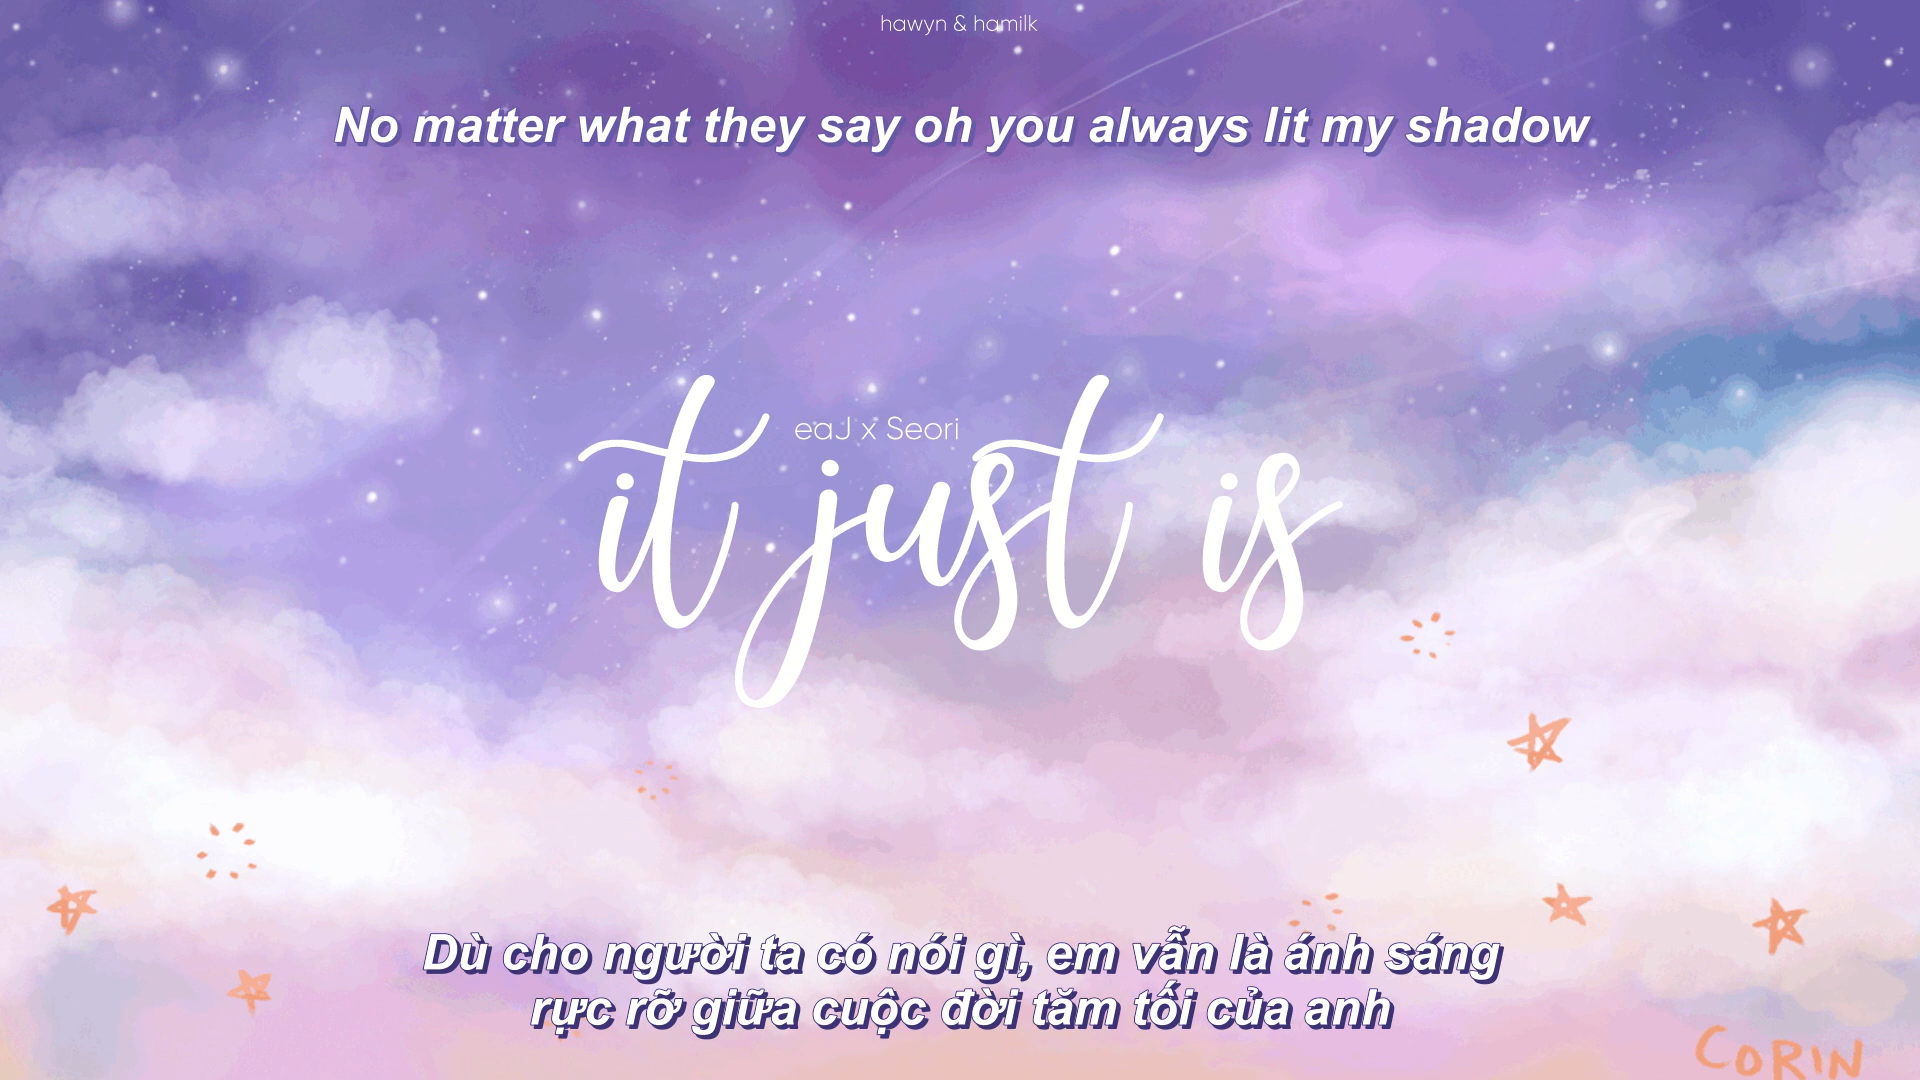 hawyn & hamilk
No matter what they say oh you always lit my shadow
eaJ x Seori
it just is
Dù cho người ta có nói gì, em vẫn là ánh sáng
rực rỡ giữa cuộc đời tăm tối của anh
CORIN